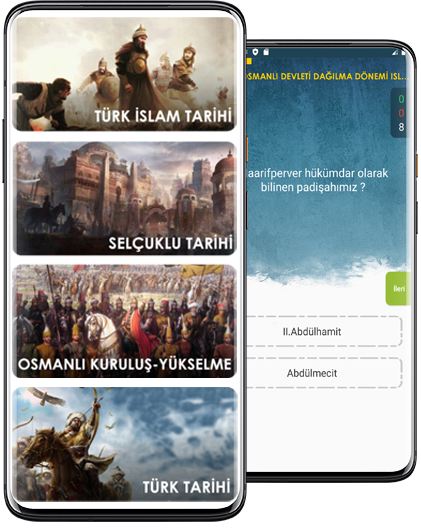 TÜRK İSLAM TARİHİ
SELÇUKLU TARİHİ
OSMANLI KURULUŞ-YÜKSELME
TÜRK TARİHİ
OSMANLI DEVLETİ DAĞILMA DÖNEMİ ISL...
0
0
8
aarifperver hükümdar olarak
bilinen padişahımız ?
İleri
II.Abdülhamit
Abdülmecit